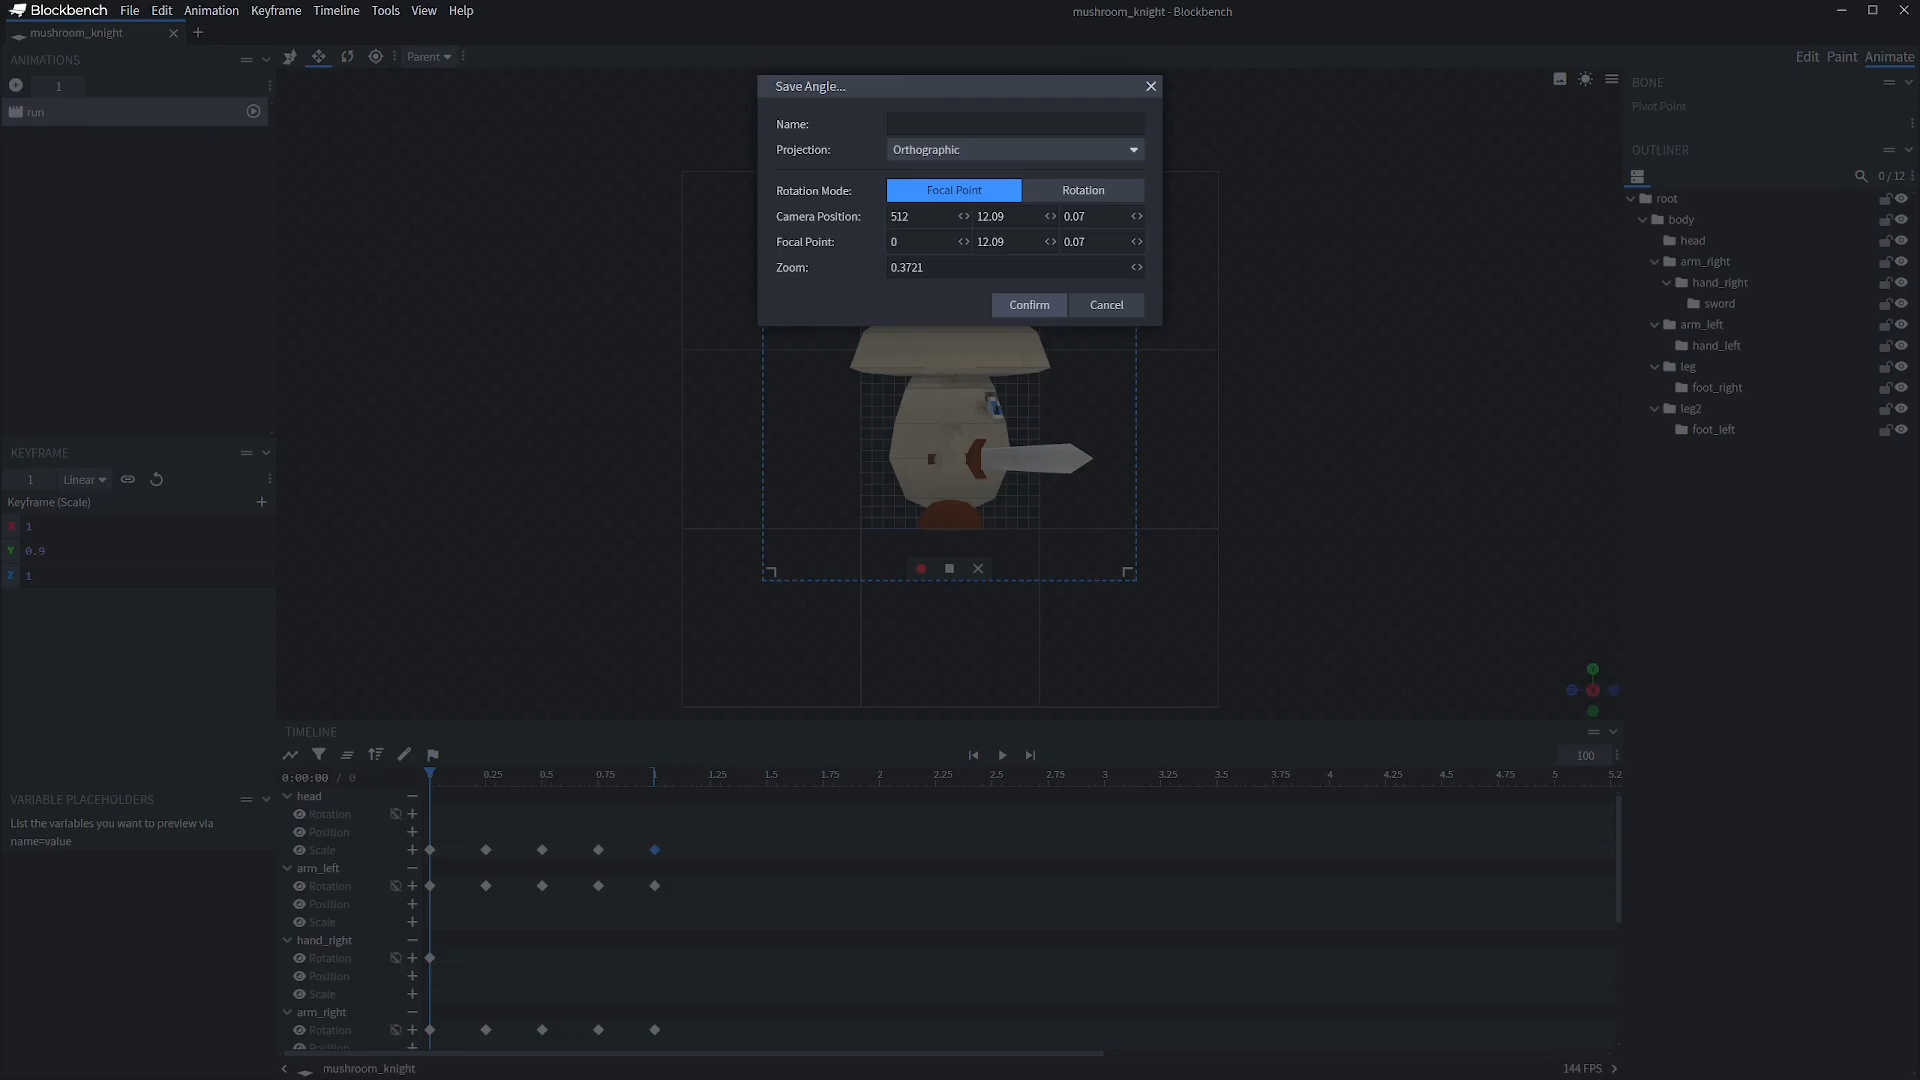 Blockbench File Edit Animation Keyframe Timeline Tools View Help
mushroom_knight - Blockbench
mushroom_knight
ANIMATIONS
1
run
Parent
Edit Paint Animate
Save Angle...
Name:
Projection: Orthographic
Rotation Mode: Focal Point Rotation
Camera Position: 512 12.09 0.07
Focal Point: 0 12.09 0.07
Zoom: 0.3721
Confirm Cancel
BONE
Pivot Point
OUTLINER
0 / 12
root
body
head
arm_right
hand_right
sword
arm_left
hand_left
leg
foot_right
leg2
foot_left
KEYFRAME
1 Linear
Keyframe (Scale)
X 1
Y 0.9
Z 1
VARIABLE PLACEHOLDERS
List the variables you want to preview via
name=value
TIMELINE
100
0:00:00 / 0
0.25 0.5 0.75 1 1.25 1.5 1.75 2 2.25 2.5 2.75 3 3.25 3.5 3.75 4 4.25 4.5 4.75 5 5.2
head
Rotation
Position
Scale
arm_left
Rotation
Position
Scale
hand_right
Rotation
Position
Scale
arm_right
Rotation
Position
mushroom_knight
144 FPS